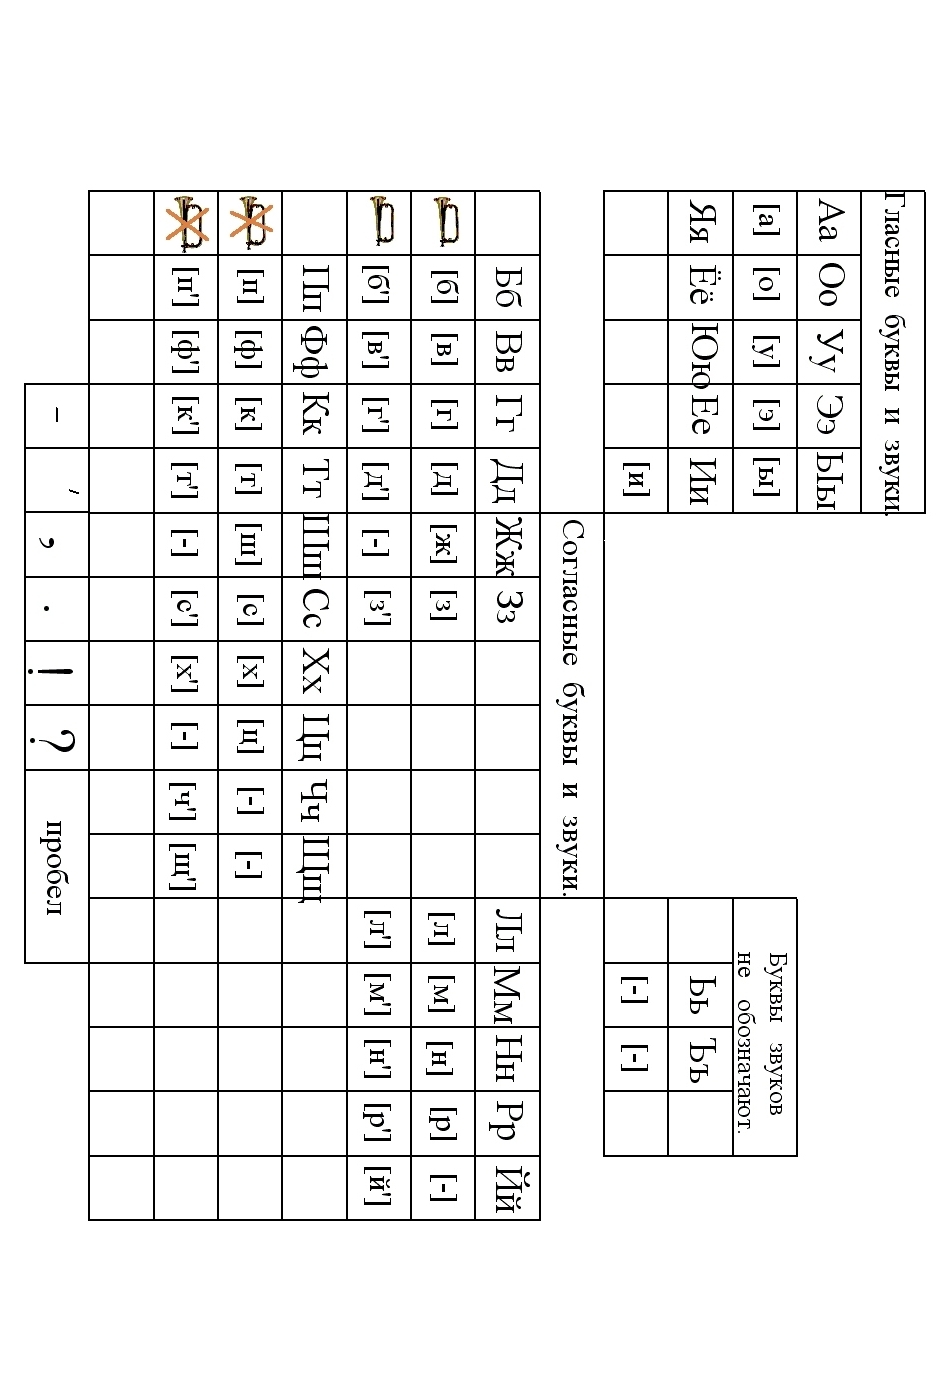 Гласные буквы и звуки.
Аа Оо Уу Ээ Ыы
[а] [о] [у] [э] [ы]
Яя Ёё Юю Ее Ии
[и]
Буквы звуков
не обозначают.
Ьь Ъъ
[-] [-]
Согласные буквы и звуки.
Бб Вв Гг Дд Жж Зз Лл Мм Нн Рр Йй
[б] [в] [г] [д] [ж] [з] [л] [м] [н] [р] [-]
[б'] [в'] [г'] [д'] [-] [з'] [л'] [м'] [н'] [р'] [й']
Пп Фф Кк Тт Шш Сс Хх Цц Чч Щщ
[п] [ф] [к] [т] [ш] [с] [х] [ц] [-] [-]
[п'] [ф'] [к'] [т'] [-] [с'] [х'] [-] [ч'] [щ']
– ′ , . ! ? пробел